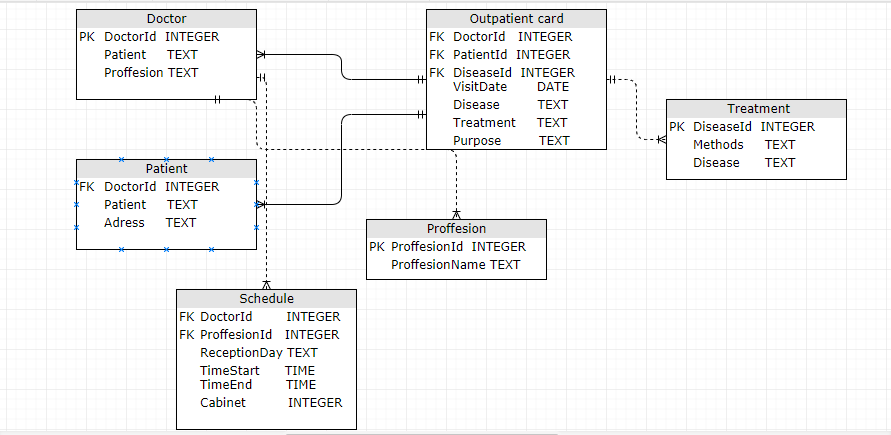 Doctor
PK DoctorId INTEGER
Patient TEXT
Proffesion TEXT
Outpatient card
FK DoctorId INTEGER
FK PatientId INTEGER
FK DiseaseId INTEGER
VisitDate DATE
Disease TEXT
Treatment TEXT
Purpose TEXT
Treatment
PK DiseaseId INTEGER
Methods TEXT
Disease TEXT
Patient
FK DoctorId INTEGER
Patient TEXT
Adress TEXT
Proffesion
PK ProffesionId INTEGER
ProffesionName TEXT
Schedule
FK DoctorId INTEGER
FK ProffesionId INTEGER
ReceptionDay TEXT
TimeStart TIME
TimeEnd TIME
Cabinet INTEGER